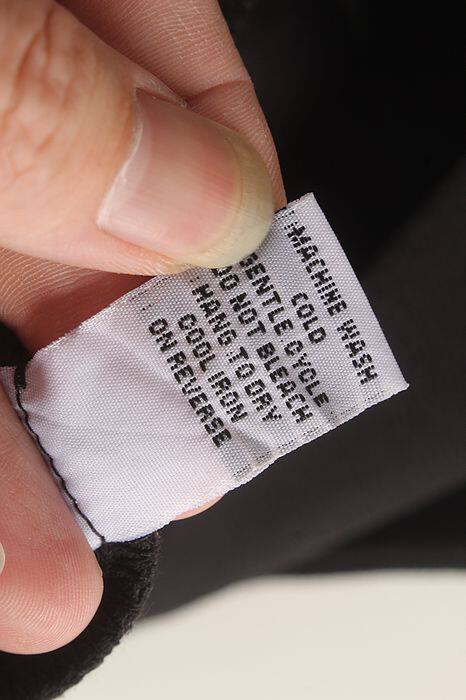 MACHINE WASH
COLD
GENTLE CYCLE
DO NOT BLEACH
HANG TO DRY
COOL IRON
ON REVERSE